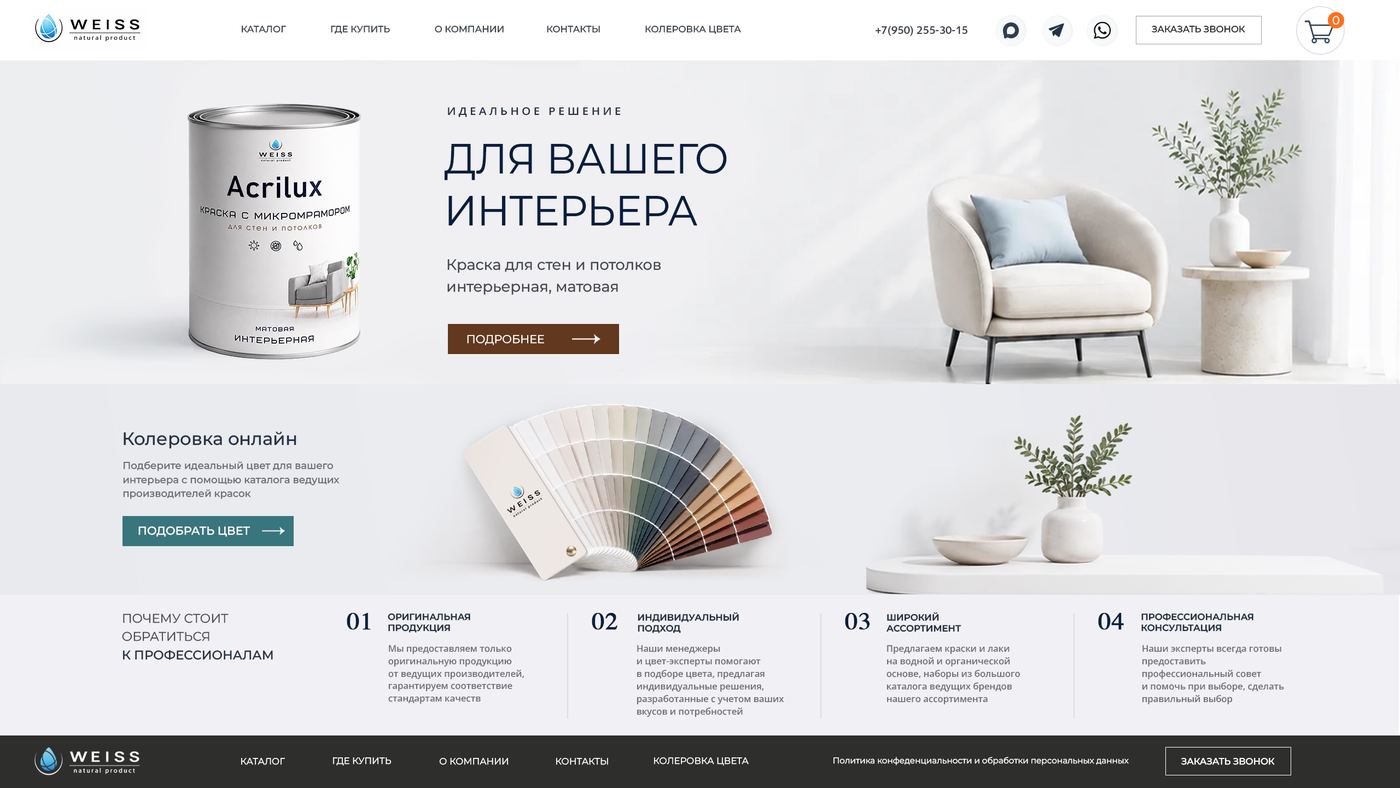 WEISS
natural product
КАТАЛОГ
ГДЕ КУПИТЬ
О КОМПАНИИ
КОНТАКТЫ
КОЛЕРОВКА ЦВЕТА
+7(950) 255-30-15
ЗАКАЗАТЬ ЗВОНОК
0
WEISS
natural product
Acrilux
КРАСКА С МИКРОМРАМОРОМ
ДЛЯ СТЕН И ПОТОЛКОВ
МАТОВАЯ
ИНТЕРЬЕРНАЯ
ИДЕАЛЬНОЕ РЕШЕНИЕ
ДЛЯ ВАШЕГО
ИНТЕРЬЕРА
Краска для стен и потолков
интерьерная, матовая
ПОДРОБНЕЕ
Колеровка онлайн
Подберите идеальный цвет для вашего
интерьера с помощью каталога ведущих
производителей красок
ПОДОБРАТЬ ЦВЕТ
WEISS
natural product
ПОЧЕМУ СТОИТ
ОБРАТИТЬСЯ
К ПРОФЕССИОНАЛАМ
01
ОРИГИНАЛЬНАЯ
ПРОДУКЦИЯ
Мы предоставляем только
оригинальную продукцию
от ведущих производителей,
гарантируем соответствие
стандартам качеств
02
ИНДИВИДУАЛЬНЫЙ
ПОДХОД
Наши менеджеры
и цвет-эксперты помогают
в подборе цвета, предлагая
индивидуальные решения,
разработанные с учетом ваших
вкусов и потребностей
03
ШИРОКИЙ
АССОРТИМЕНТ
Предлагаем краски и лаки
на водной и органической
основе, наборы из большого
каталога ведущих брендов
нашего ассортимента
04
ПРОФЕССИОНАЛЬНАЯ
КОНСУЛЬТАЦИЯ
Наши эксперты всегда готовы
предоставить
профессиональный совет
и помочь при выборе, сделать
правильный выбор
WEISS
natural product
КАТАЛОГ
ГДЕ КУПИТЬ
О КОМПАНИИ
КОНТАКТЫ
КОЛЕРОВКА ЦВЕТА
Политика конфеденциальности и обработки персональных данных
ЗАКАЗАТЬ ЗВОНОК